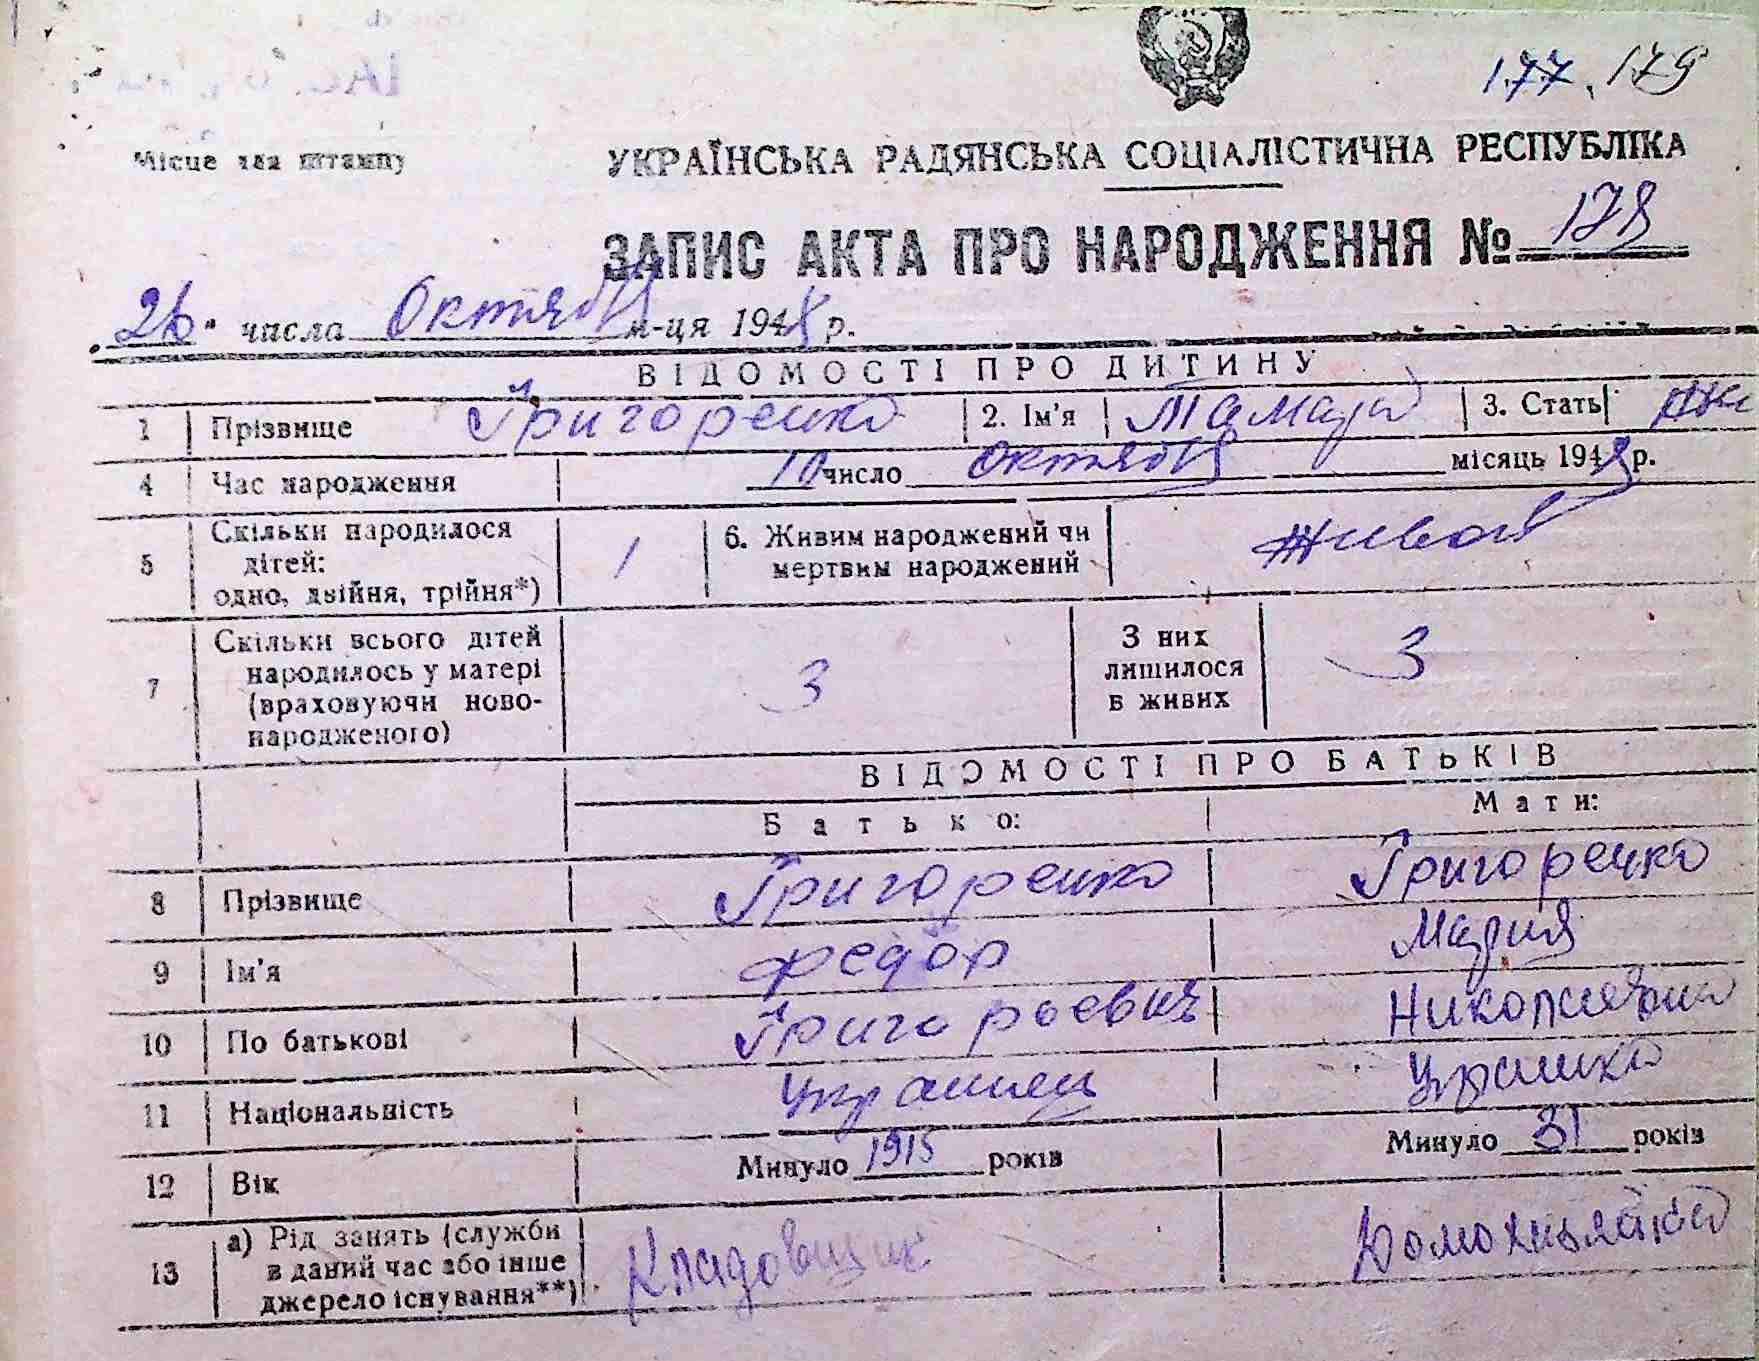 177, 179
Місце для штампу
УКРАЇНСЬКА РАДЯНСЬКА СОЦІАЛІСТИЧНА РЕСПУБЛІКА
ЗАПИС АКТА ПРО НАРОДЖЕННЯ № 178
26 числа Октября м-ця 1948 р.
ВІДОМОСТІ ПРО ДИТИНУ
1 Прізвище Григоренко 2. Ім'я Тамара 3. Стать
4 Час народження 10 число Октября місяць 1948 р.
5 Скільки народилося дітей: одно, двійня, трійня*) 1 6. Живим народжений чи мертвим народжений живой
7 Скільки всього дітей народилось у матері (враховуючи ново-народженого) 3 З них лишилося в живих 3
ВІДОМОСТІ ПРО БАТЬКІВ
Батько: Мати:
8 Прізвище Григоренко Григоренко
9 Ім'я Федор Мария
10 По батькові Григорьевич Николаевна
11 Національність Украинец Украинка
12 Вік Минуло 1915 років Минуло 31 років
13 а) Рід занять (служби в даний час або інше джерело існування**) Кладовщик Домохозяйка